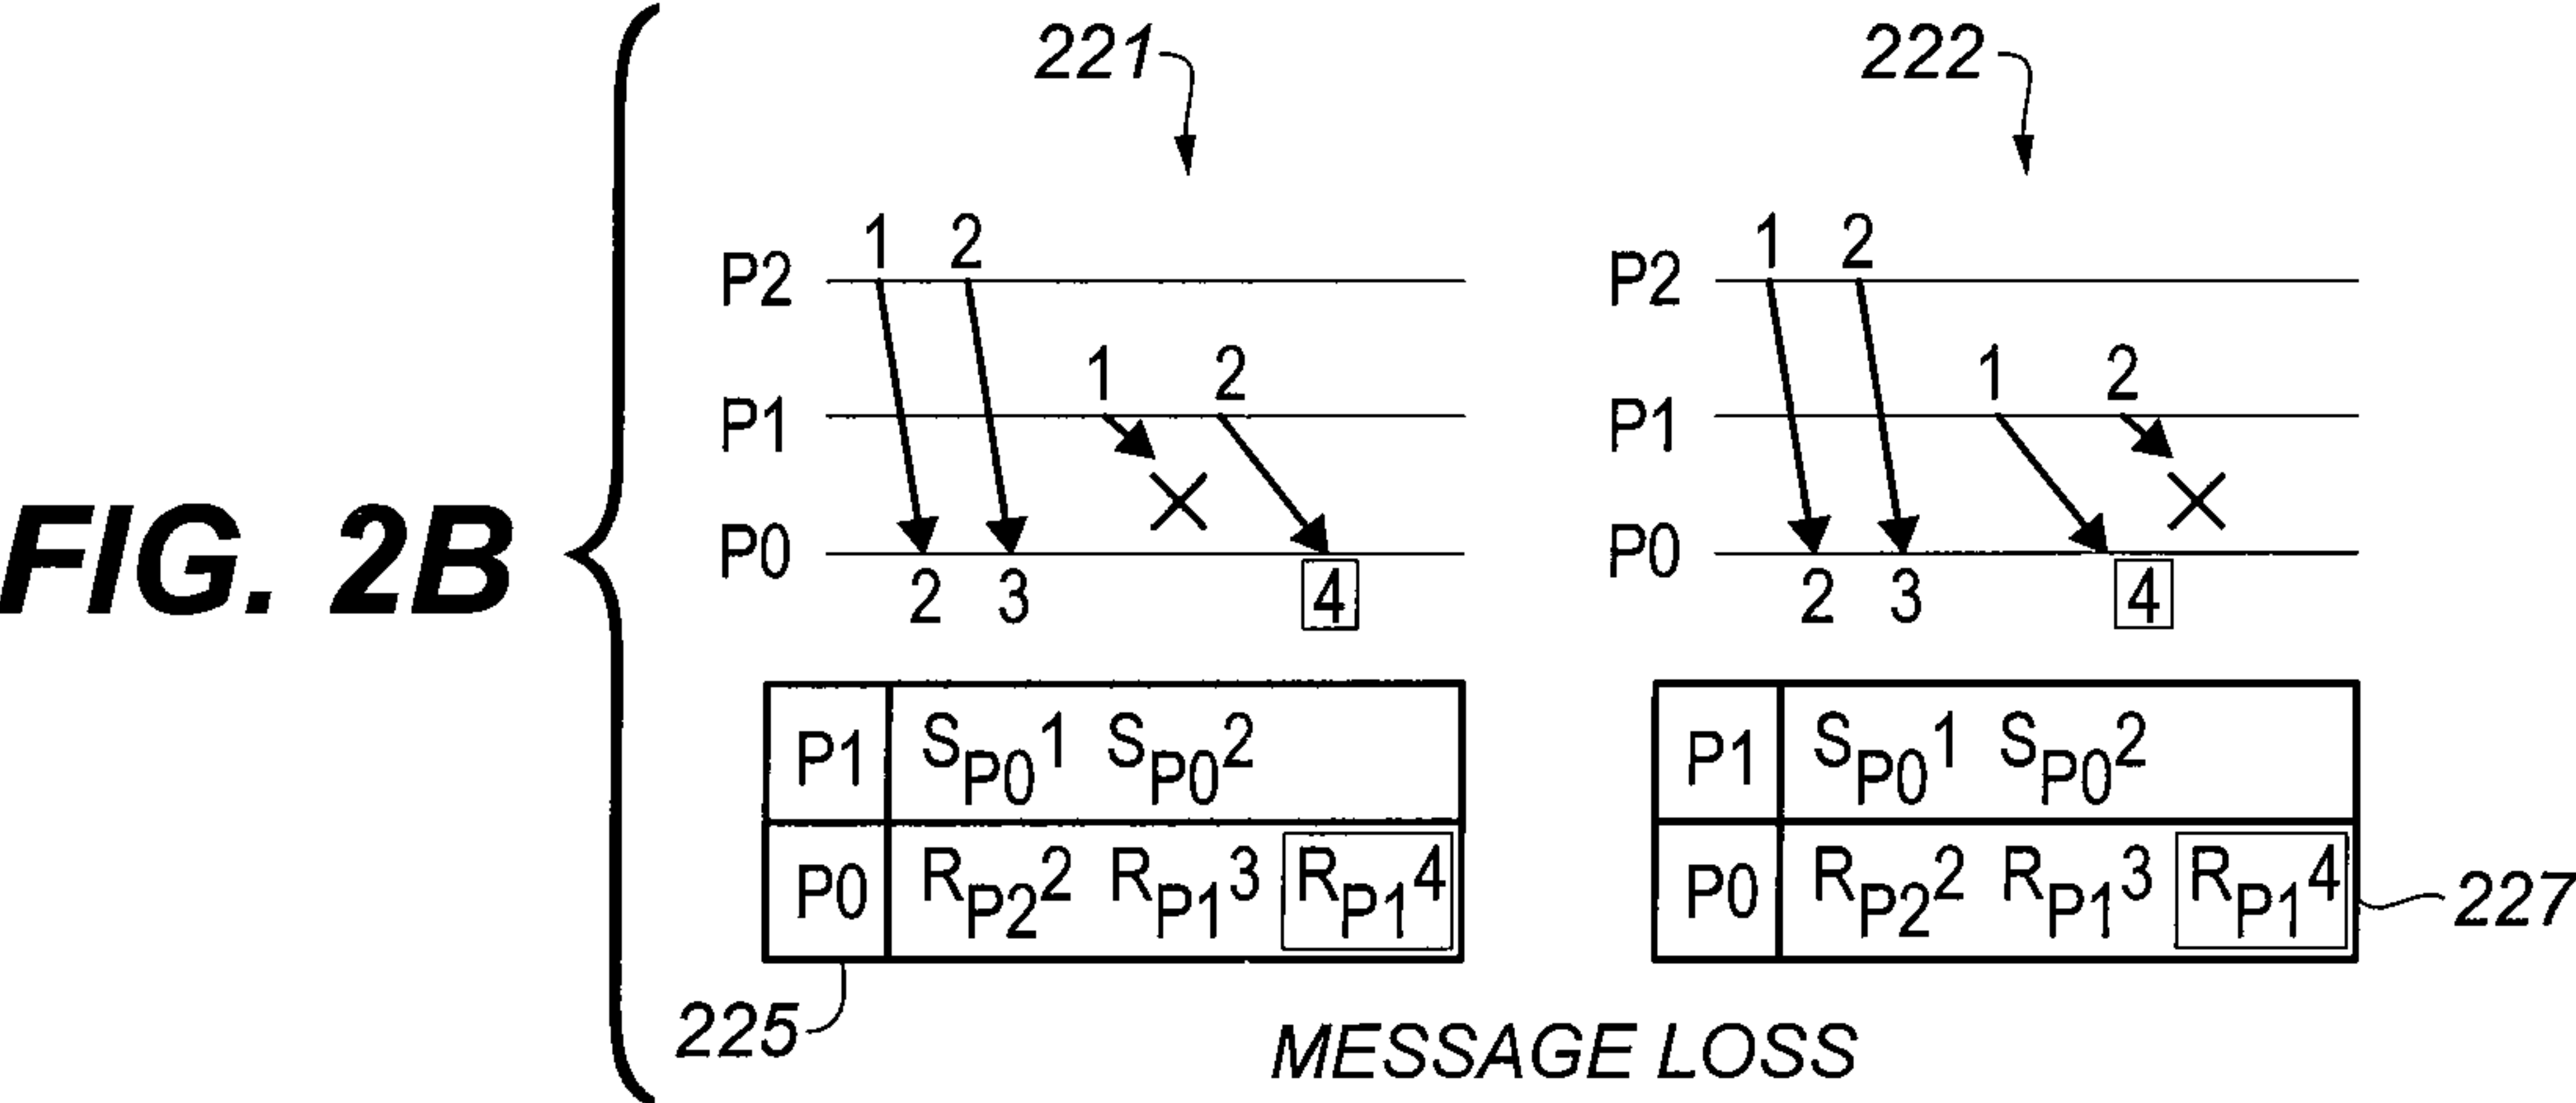 221 222
1 2 1 2
P2 P2
1 2 1 2
P1 P1
FIG. 2B
P0 P0
2 3 4 2 3 4
P1 SP01 SP02 P1 SP01 SP02
P0 RP22 RP13 RP14 P0 RP22 RP13 RP14
227
225
MESSAGE LOSS